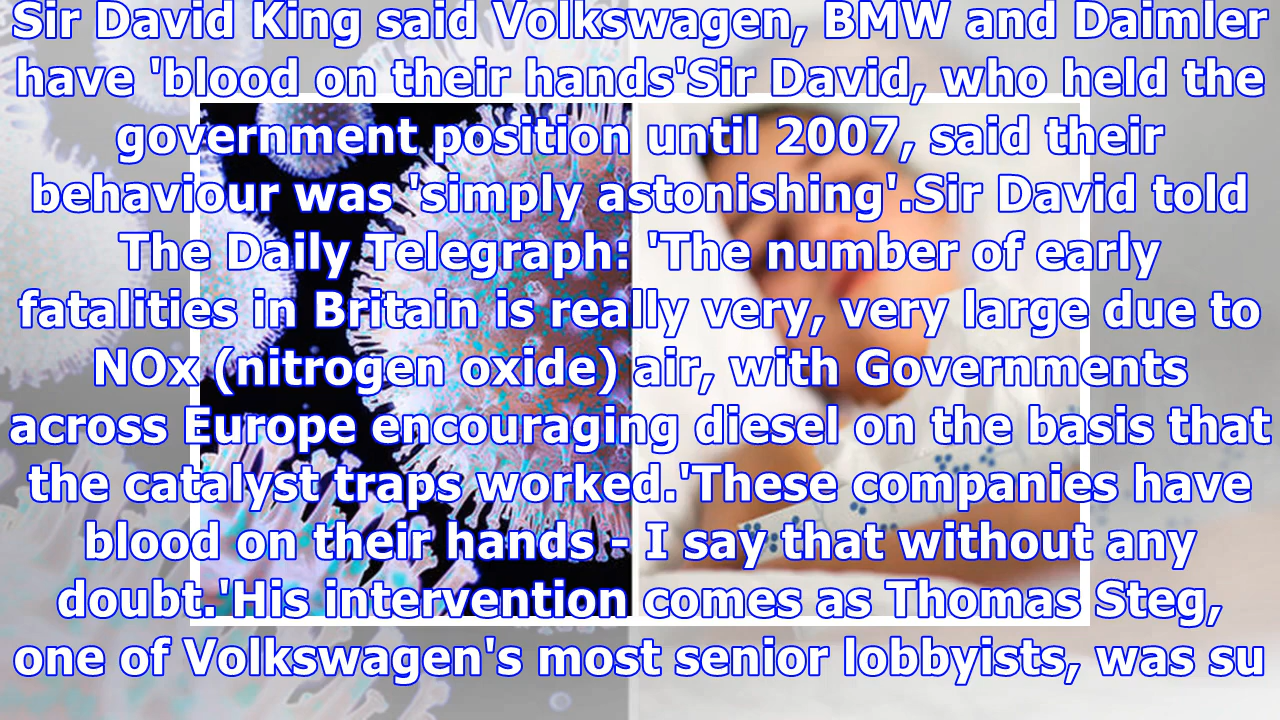 Sir David King said Volkswagen, BMW and Daimler
have 'blood on their hands'Sir David, who held the
government position until 2007, said their
behaviour was 'simply astonishing'.Sir David told
The Daily Telegraph: 'The number of early
fatalities in Britain is really very, very large due to
NOx (nitrogen oxide) air, with Governments
across Europe encouraging diesel on the basis that
the catalyst traps worked.'These companies have
blood on their hands - I say that without any
doubt.'His intervention comes as Thomas Steg,
one of Volkswagen's most senior lobbyists, was su